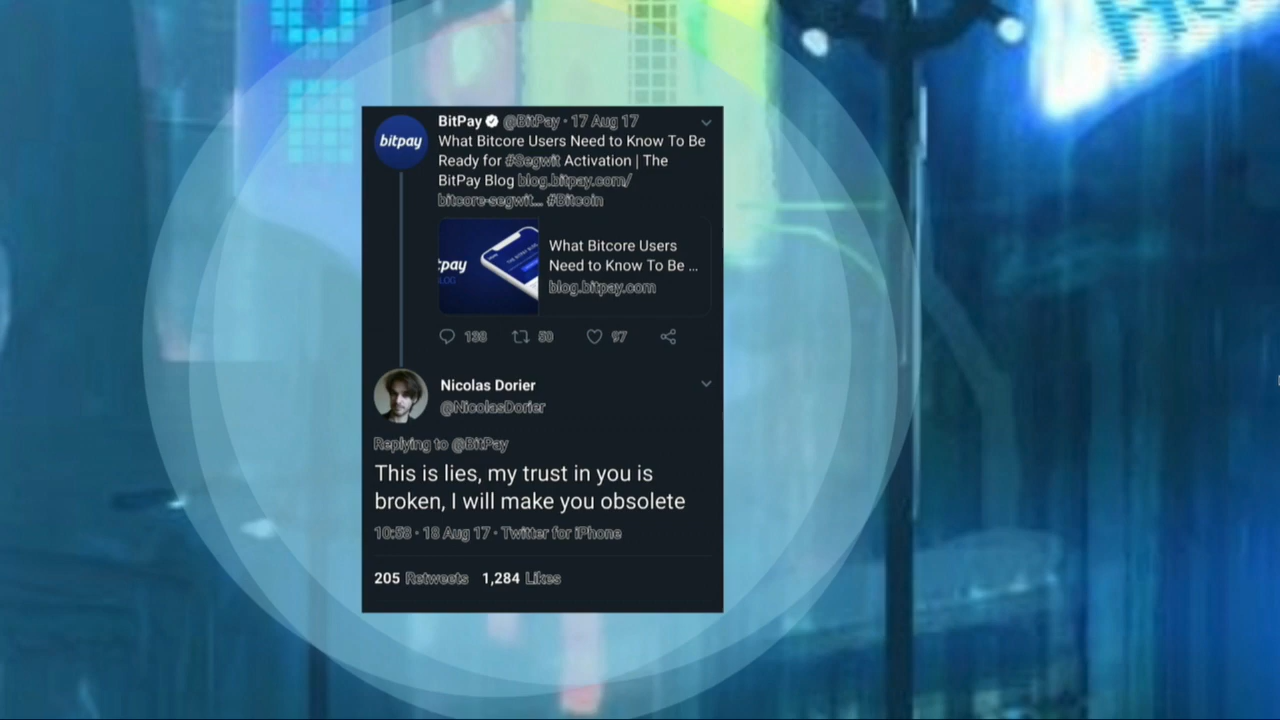 bitpay
BitPay @BitPay · 17 Aug 17
What Bitcore Users Need to Know To Be
Ready for #Segwit Activation | The
BitPay Blog blog.bitpay.com/
bitcore-segwit... #Bitcoin
What Bitcore Users
Need to Know To Be ...
blog.bitpay.com
tpay
138 50 97
Nicolas Dorier
@NicolasDorier
Replying to @BitPay
This is lies, my trust in you is
broken, I will make you obsolete
10:58 · 18 Aug 17 · Twitter for iPhone
205 Retweets 1,284 Likes